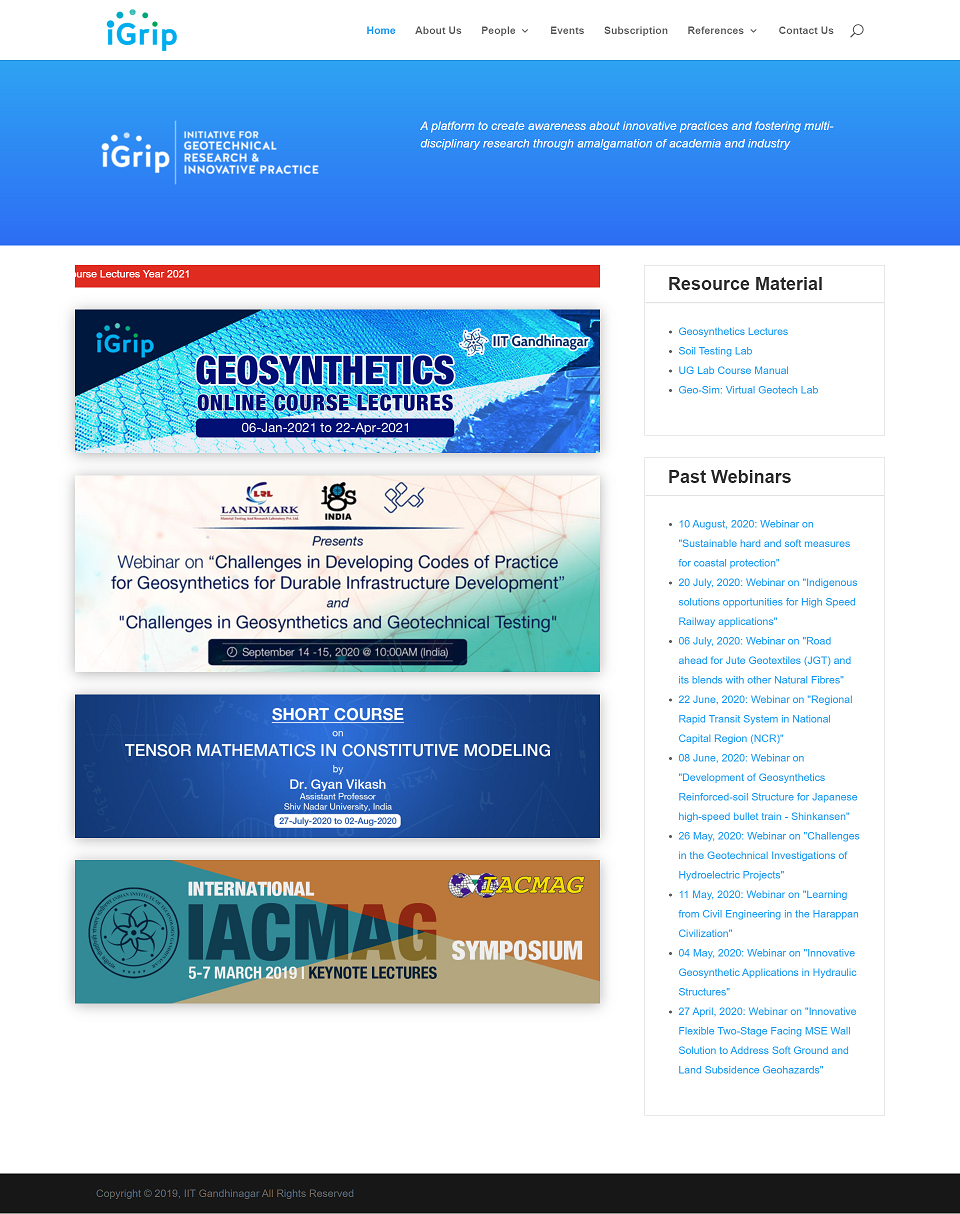 iGrip
Home About Us People Events Subscription References Contact Us
iGrip
INITIATIVE FOR
GEOTECHNICAL
RESEARCH &
INNOVATIVE PRACTICE
A platform to create awareness about innovative practices and fostering multi-
disciplinary research through amalgamation of academia and industry
urse Lectures Year 2021
iGrip
IIT Gandhinagar
GEOSYNTHETICS
ONLINE COURSE LECTURES
06-Jan-2021 to 22-Apr-2021
LRL
LANDMARK
Material Testing And Research Laboratory Pvt. Ltd.
igs
INDIA
Presents
Webinar on “Challenges in Developing Codes of Practice
for Geosynthetics for Durable Infrastructure Development”
and
"Challenges in Geosynthetics and Geotechnical Testing"
September 14 -15, 2020 @ 10:00AM (India)
SHORT COURSE
on
TENSOR MATHEMATICS IN CONSTITUTIVE MODELING
by
Dr. Gyan Vikash
Assistant Professor
Shiv Nadar University, India
27-July-2020 to 02-Aug-2020
INTERNATIONAL
IACMAG
IACMAG
SYMPOSIUM
5-7 MARCH 2019 | KEYNOTE LECTURES
Resource Material
Geosynthetics Lectures
Soil Testing Lab
UG Lab Course Manual
Geo-Sim: Virtual Geotech Lab
Past Webinars
10 August, 2020: Webinar on
"Sustainable hard and soft measures
for coastal protection"
20 July, 2020: Webinar on "Indigenous
solutions opportunities for High Speed
Railway applications"
06 July, 2020: Webinar on "Road
ahead for Jute Geotextiles (JGT) and
its blends with other Natural Fibres"
22 June, 2020: Webinar on "Regional
Rapid Transit System in National
Capital Region (NCR)"
08 June, 2020: Webinar on
"Development of Geosynthetics
Reinforced-soil Structure for Japanese
high-speed bullet train - Shinkansen"
26 May, 2020: Webinar on "Challenges
in the Geotechnical Investigations of
Hydroelectric Projects"
11 May, 2020: Webinar on "Learning
from Civil Engineering in the Harappan
Civilization"
04 May, 2020: Webinar on "Innovative
Geosynthetic Applications in Hydraulic
Structures"
27 April, 2020: Webinar on "Innovative
Flexible Two-Stage Facing MSE Wall
Solution to Address Soft Ground and
Land Subsidence Geohazards"
Copyright © 2019, IIT Gandhinagar All Rights Reserved